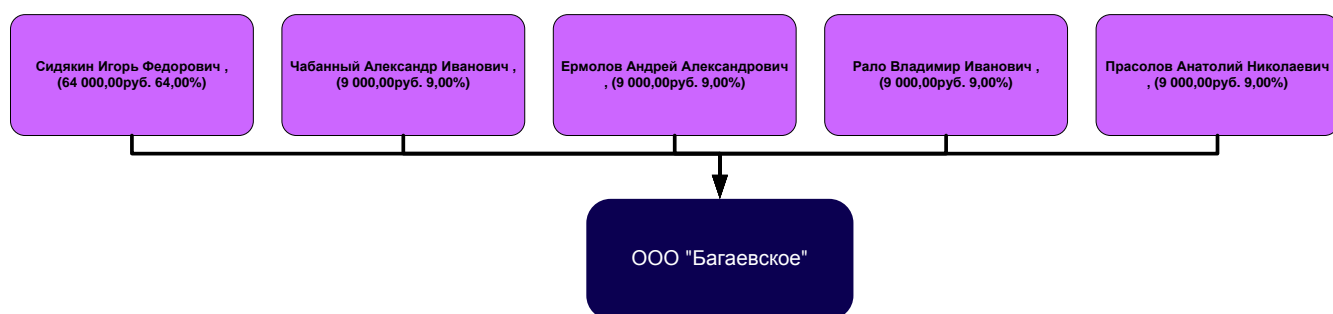 Сидякин Игорь Федорович ,
(64 000,00руб. 64,00%)
Чабанный Александр Иванович ,
(9 000,00руб. 9,00%)
Ермолов Андрей Александрович
, (9 000,00руб. 9,00%)
Рало Владимир Иванович ,
(9 000,00руб. 9,00%)
Прасолов Анатолий Николаевич
, (9 000,00руб. 9,00%)
ООО "Багаевское"